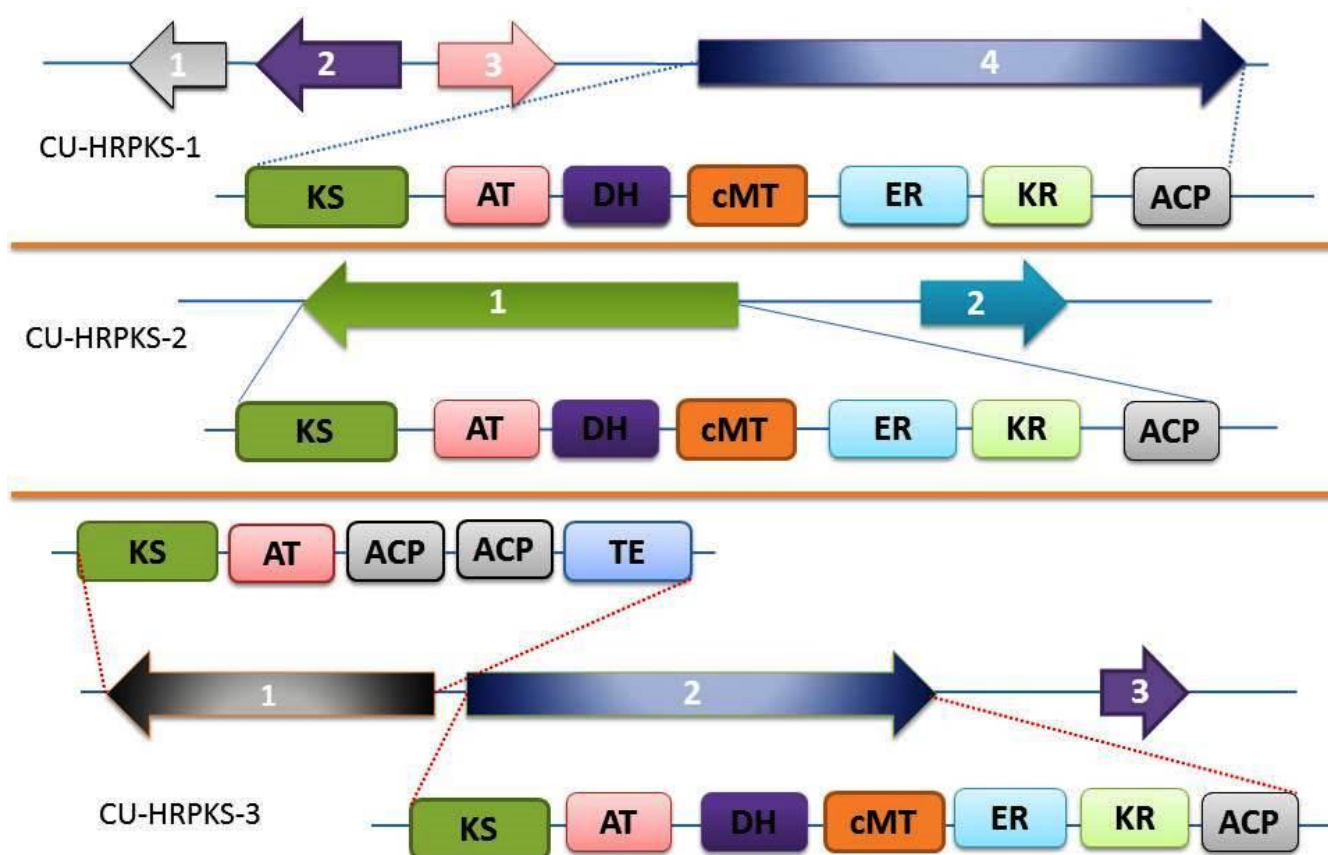 1 2 3 4
CU-HRPKS-1
KS AT DH cMT ER KR ACP
1 2
CU-HRPKS-2
KS AT DH cMT ER KR ACP
KS AT ACP ACP TE
1 2 3
CU-HRPKS-3
KS AT DH cMT ER KR ACP